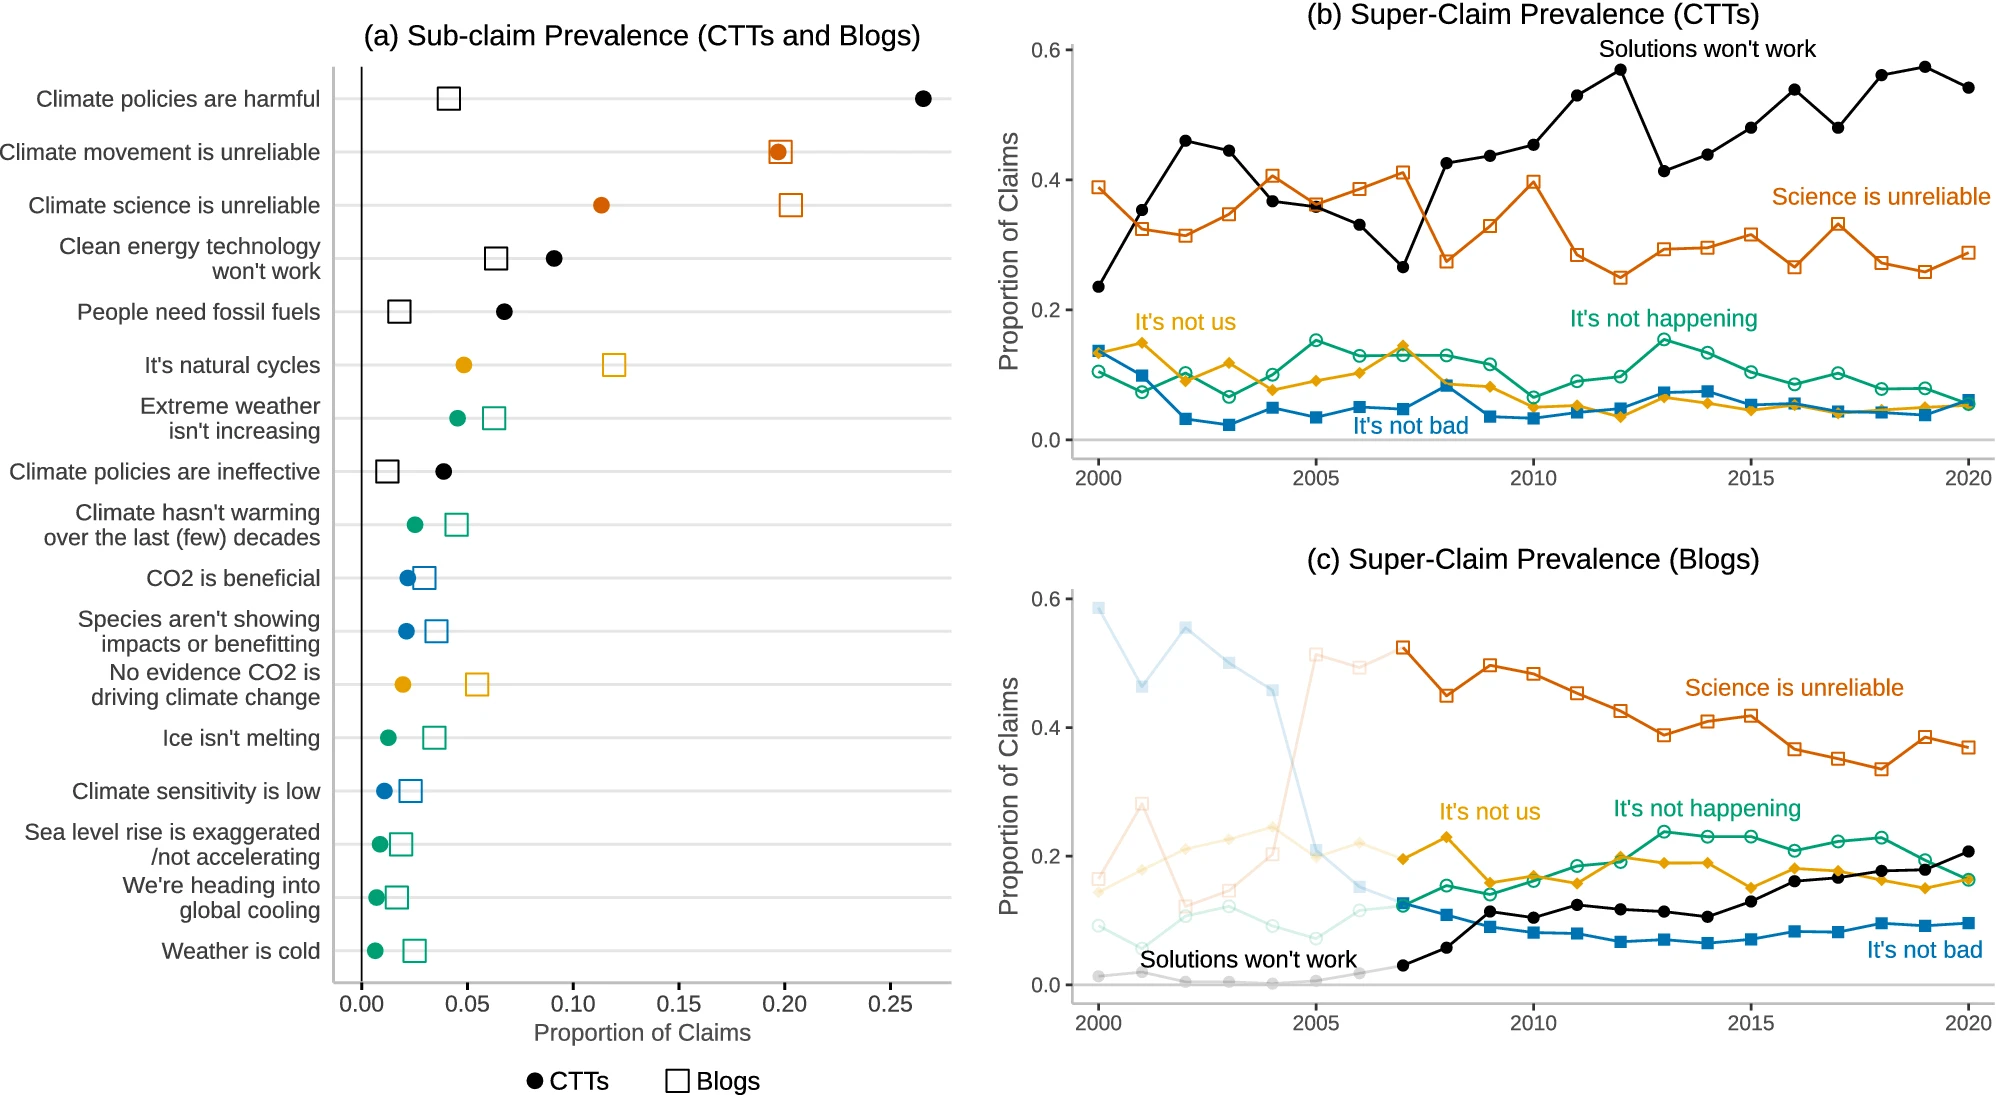 (a) Sub-claim Prevalence (CTTs and Blogs)
Climate policies are harmful
Climate movement is unreliable
Climate science is unreliable
Clean energy technology
won't work
People need fossil fuels
It's natural cycles
Extreme weather
isn't increasing
Climate policies are ineffective
Climate hasn't warming
over the last (few) decades
CO2 is beneficial
Species aren't showing
impacts or benefitting
No evidence CO2 is
driving climate change
Ice isn't melting
Climate sensitivity is low
Sea level rise is exaggerated
/not accelerating
We're heading into
global cooling
Weather is cold
0.00 0.05 0.10 0.15 0.20 0.25
Proportion of Claims
CTTs Blogs
(b) Super-Claim Prevalence (CTTs)
Proportion of Claims
0.6
0.4
0.2
0.0
Solutions won't work
Science is unreliable
It's not us
It's not happening
It's not bad
2000 2005 2010 2015 2020
(c) Super-Claim Prevalence (Blogs)
Proportion of Claims
0.6
0.4
0.2
0.0
Science is unreliable
It's not us
It's not happening
Solutions won't work
It's not bad
2000 2005 2010 2015 2020